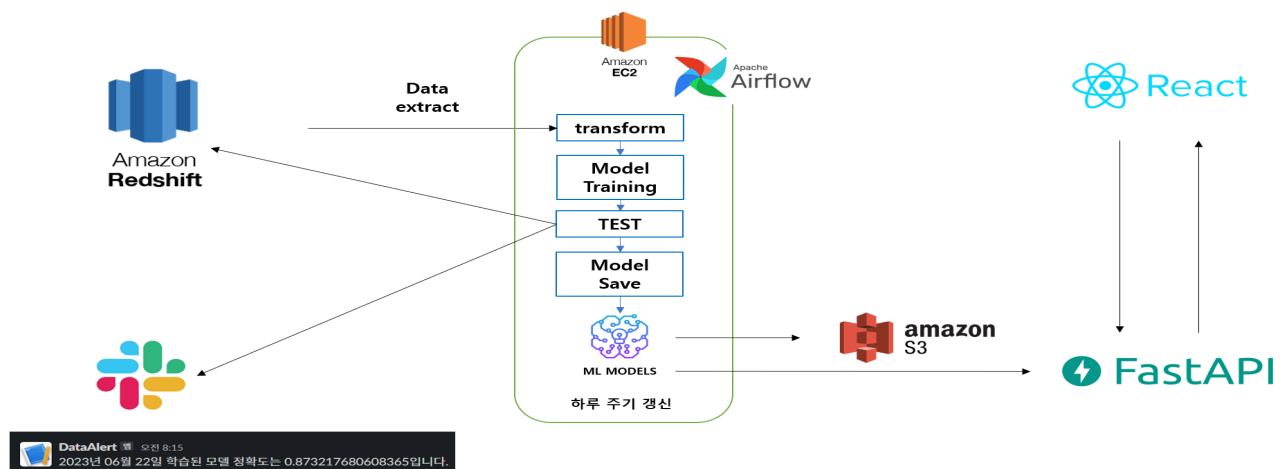 Amazon
EC2
Apache
Airflow
Data
extract
React
transform
Amazon
Redshift
Model
Training
TEST
Model
Save
amazon
S3
ML MODELS
FastAPI
하루 주기 갱신
DataAlert 앱 오전 8:15
2023년 06월 22일 학습된 모델 정확도는 0.873217680608365입니다.